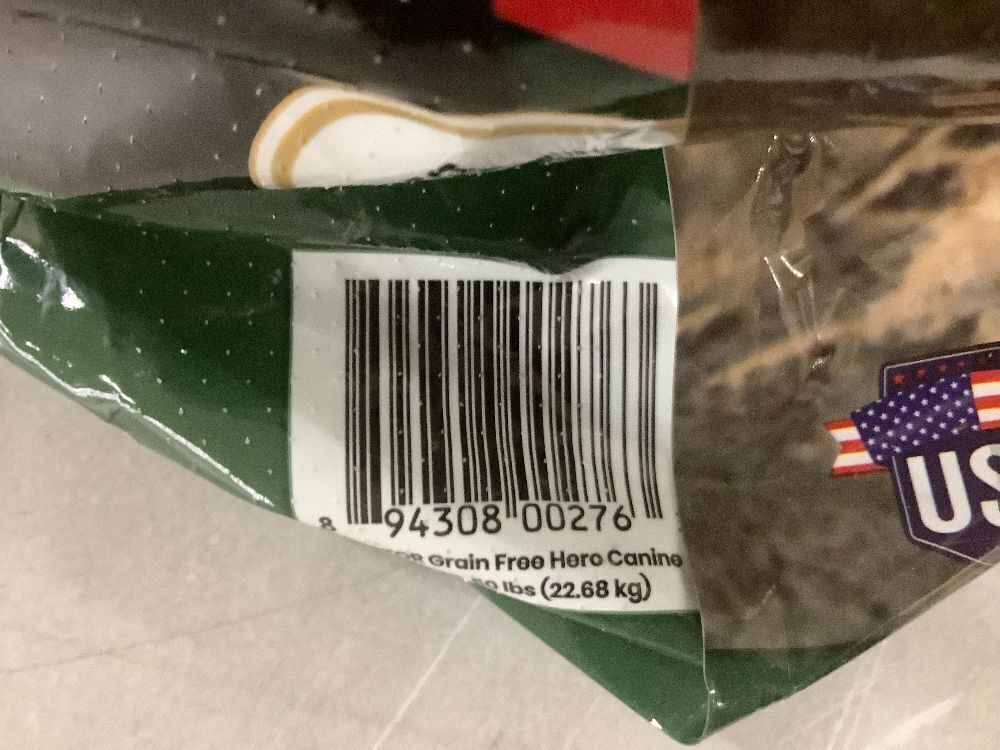 US
8 94308 00276
Grain Free Hero Canine
lbs (22.68 kg)